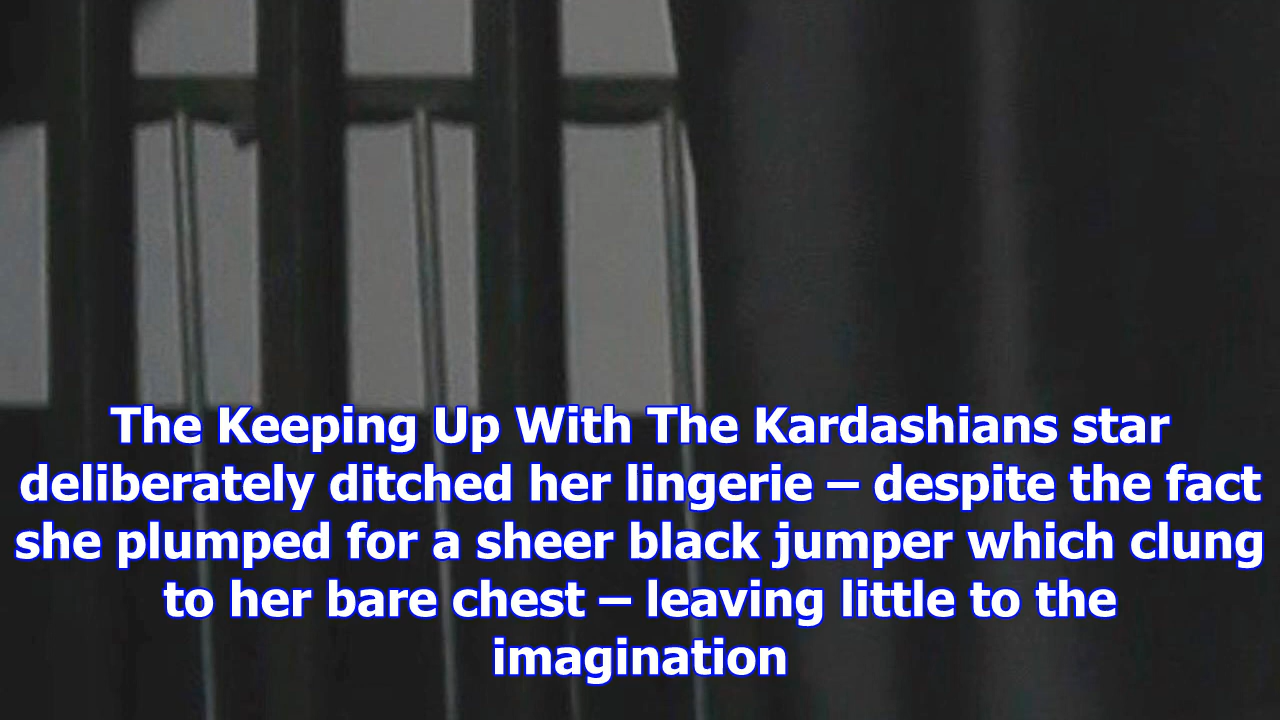 The Keeping Up With The Kardashians star
deliberately ditched her lingerie – despite the fact
she plumped for a sheer black jumper which clung
to her bare chest – leaving little to the
imagination